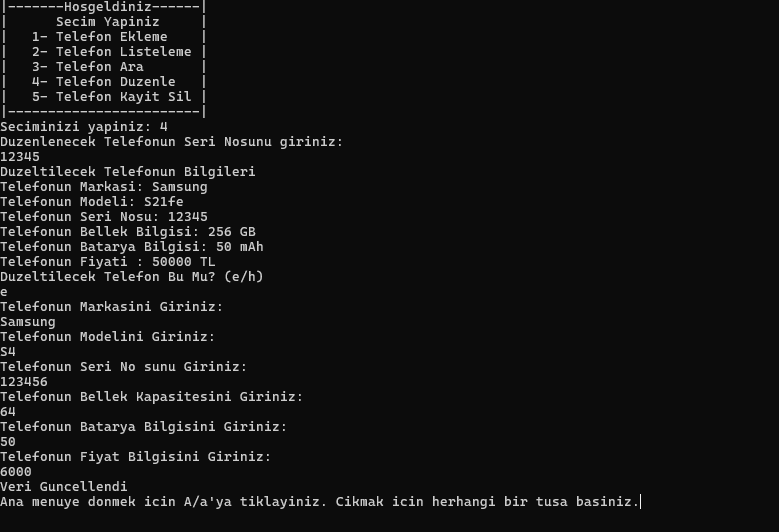 |-------Hosgeldiniz------|
|      Secim Yapiniz     |
|   1- Telefon Ekleme    |
|   2- Telefon Listeleme |
|   3- Telefon Ara       |
|   4- Telefon Duzenle   |
|   5- Telefon Kayit Sil |
|------------------------|
Seciminizi yapiniz: 4
Duzenlenecek Telefonun Seri Nosunu giriniz:
12345
Duzeltilecek Telefonun Bilgileri
Telefonun Markasi: Samsung
Telefonun Modeli: S21fe
Telefonun Seri Nosu: 12345
Telefonun Bellek Bilgisi: 256 GB
Telefonun Batarya Bilgisi: 50 mAh
Telefonun Fiyati : 50000 TL
Duzeltilecek Telefon Bu Mu? (e/h)
e
Telefonun Markasini Giriniz:
Samsung
Telefonun Modelini Giriniz:
S4
Telefonun Seri No sunu Giriniz:
123456
Telefonun Bellek Kapasitesini Giriniz:
64
Telefonun Batarya Bilgisini Giriniz:
50
Telefonun Fiyat Bilgisini Giriniz:
6000
Veri Guncellendi
Ana menuye donmek icin A/a'ya tiklayiniz. Cikmak icin herhangi bir tusa basiniz.